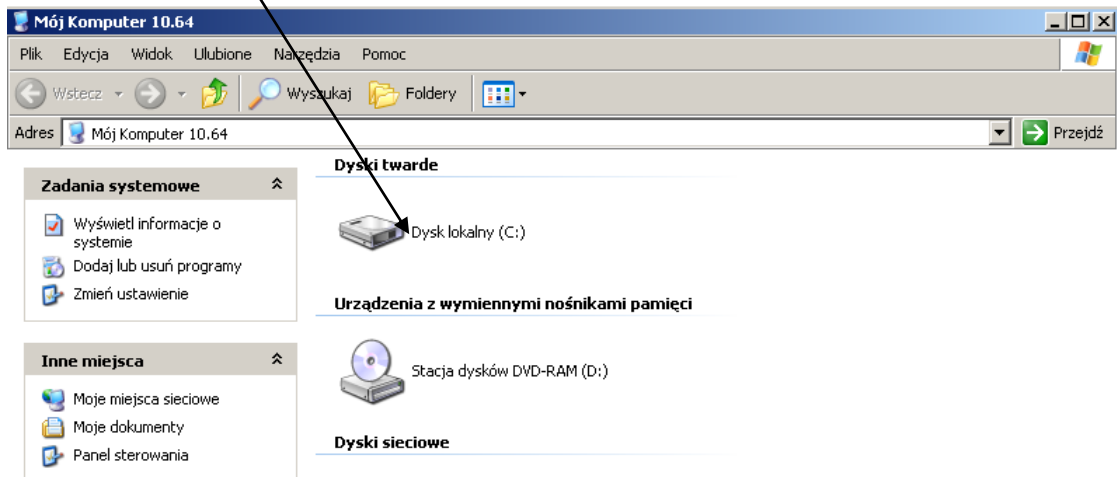 Mój Komputer 10.64
Plik Edycja Widok Ulubione Narzędzia Pomoc
Wstecz Wyszukaj Foldery
Adres Mój Komputer 10.64 Przejdź
Zadania systemowe
Wyświetl informacje o
systemie
Dodaj lub usuń programy
Zmień ustawienie
Inne miejsca
Moje miejsca sieciowe
Moje dokumenty
Panel sterowania
Dyski twarde
Dysk lokalny (C:)
Urządzenia z wymiennymi nośnikami pamięci
Stacja dysków DVD-RAM (D:)
Dyski sieciowe